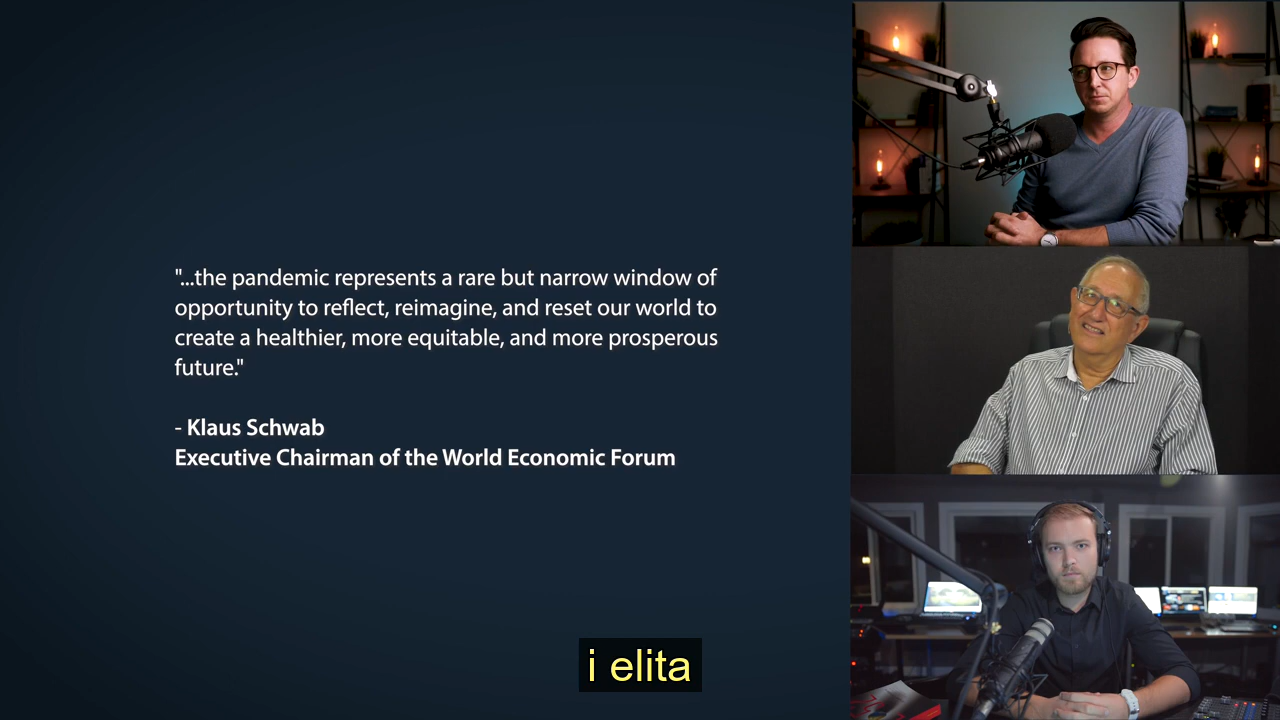 "...the pandemic represents a rare but narrow window of
opportunity to reflect, reimagine, and reset our world to
create a healthier, more equitable, and more prosperous
future."
- Klaus Schwab
Executive Chairman of the World Economic Forum
i elita